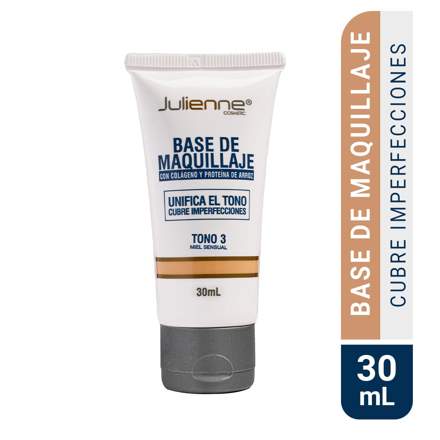 Julienne®
COSMETIC
BASE DE
MAQUILLAJE
CON COLÁGENO Y PROTEÍNA DE ARROZ
UNIFICA EL TONO
CUBRE IMPERFECCIONES
TONO 3
MIEL SENSUAL
30mL
BASE DE MAQUILLAJE
CUBRE IMPERFECCIONES
30
mL